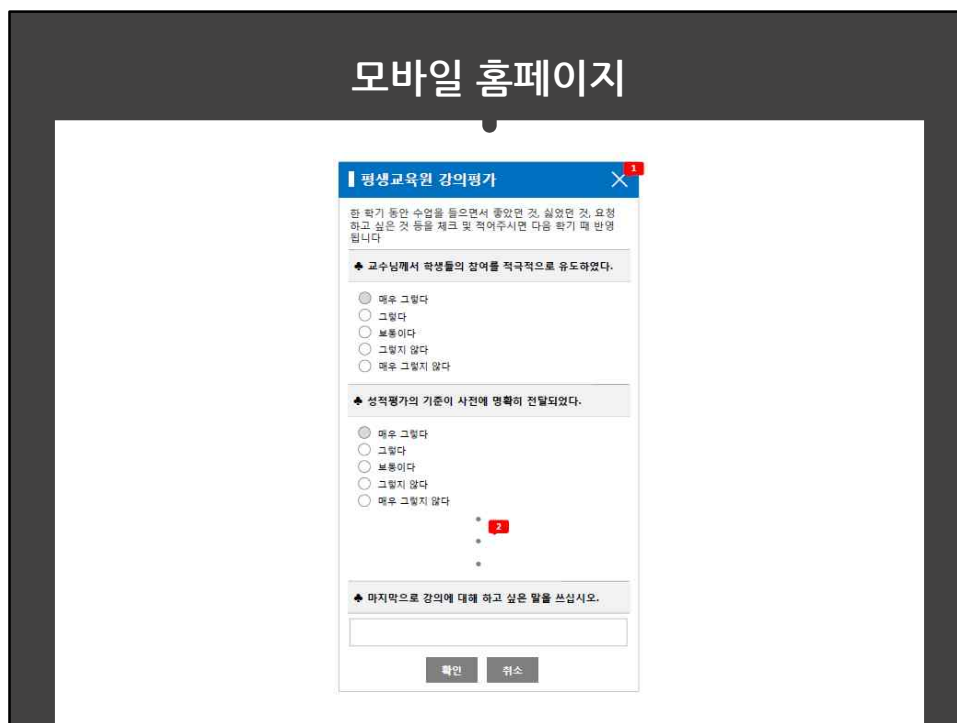 모바일 홈페이지
1
평생교육원 강의평가
한 학기 동안 수업을 들으면서 좋았던 것, 싫었던 것, 요청
하고 싶은 것 등을 체크 및 적어주시면 다음 학기 때 반영
됩니다
♣ 교수님께서 학생들의 참여를 적극적으로 유도하였다.
매우 그렇다
그렇다
보통이다
그렇지 않다
매우 그렇지 않다
♣ 성적평가의 기준이 사전에 명확히 전달되었다.
매우 그렇다
그렇다
보통이다
그렇지 않다
매우 그렇지 않다
2
♣ 마지막으로 강의에 대해 하고 싶은 말을 쓰십시오.
확인 취소